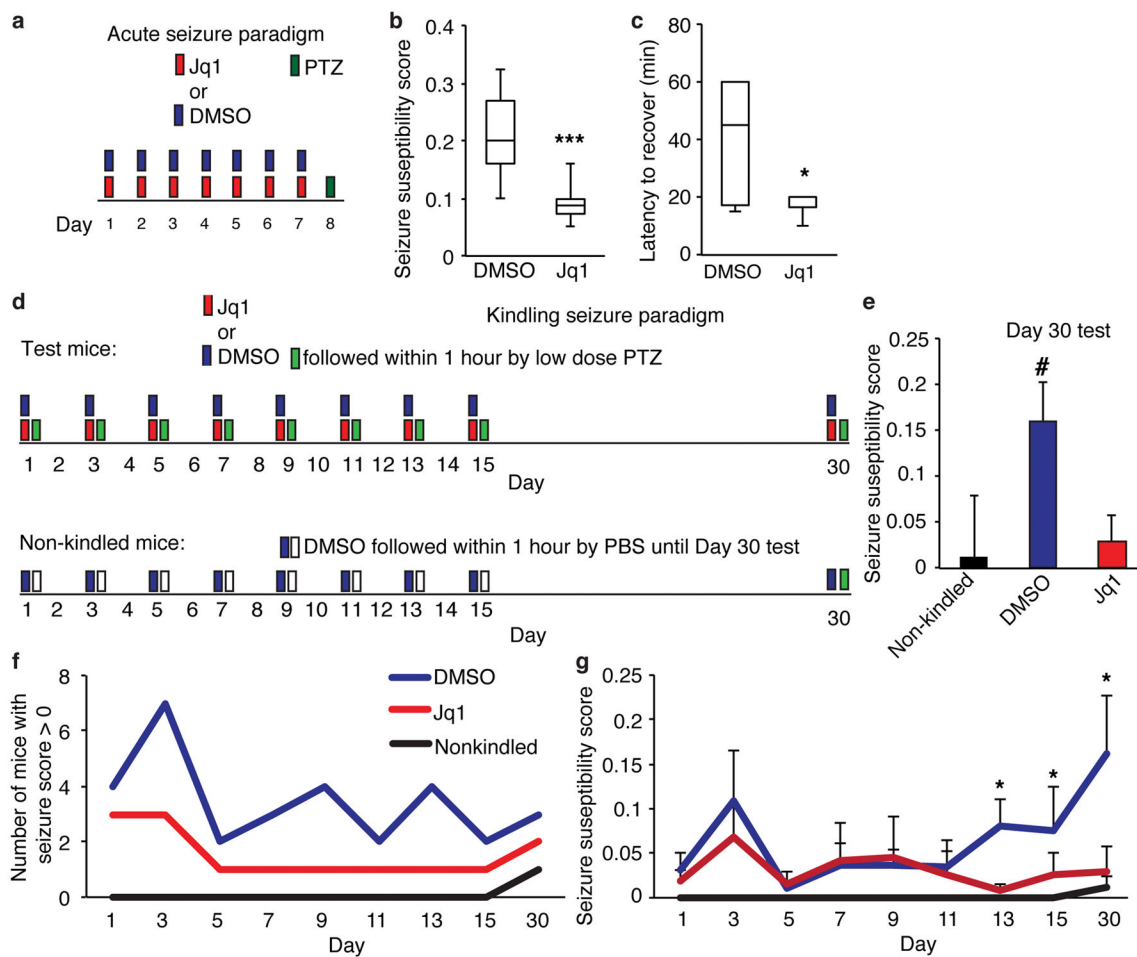 a
Acute seizure paradigm
Jq1
PTZ
or
DMSO
Day 1 2 3 4 5 6 7 8
b
Seizure suseptibility score
0.4
0.3
0.2
0.1
0
***
DMSO Jq1
c
Latency to recover (min)
80
60
40
20
0
*
DMSO Jq1
d
Kindling seizure paradigm
Test mice:
Jq1
or
DMSO
followed within 1 hour by low dose PTZ
1 2 3 4 5 6 7 8 9 10 11 12 13 14 15 30
Day
Non-kindled mice:
DMSO followed within 1 hour by PBS until Day 30 test
1 2 3 4 5 6 7 8 9 10 11 12 13 14 15 30
Day
e
Day 30 test
Seizure suseptibility score
0.25
0.2
0.15
0.1
0.05
0
#
Non-kindled
DMSO
Jq1
f
Number of mice with
seizure score > 0
8
6
4
2
0
DMSO
Jq1
Nonkindled
1 3 5 7 9 11 13 15 30
Day
g
Seizure suseptibility score
0.25
0.2
0.15
0.1
0.05
0
* * *
1 3 5 7 9 11 13 15 30
Day